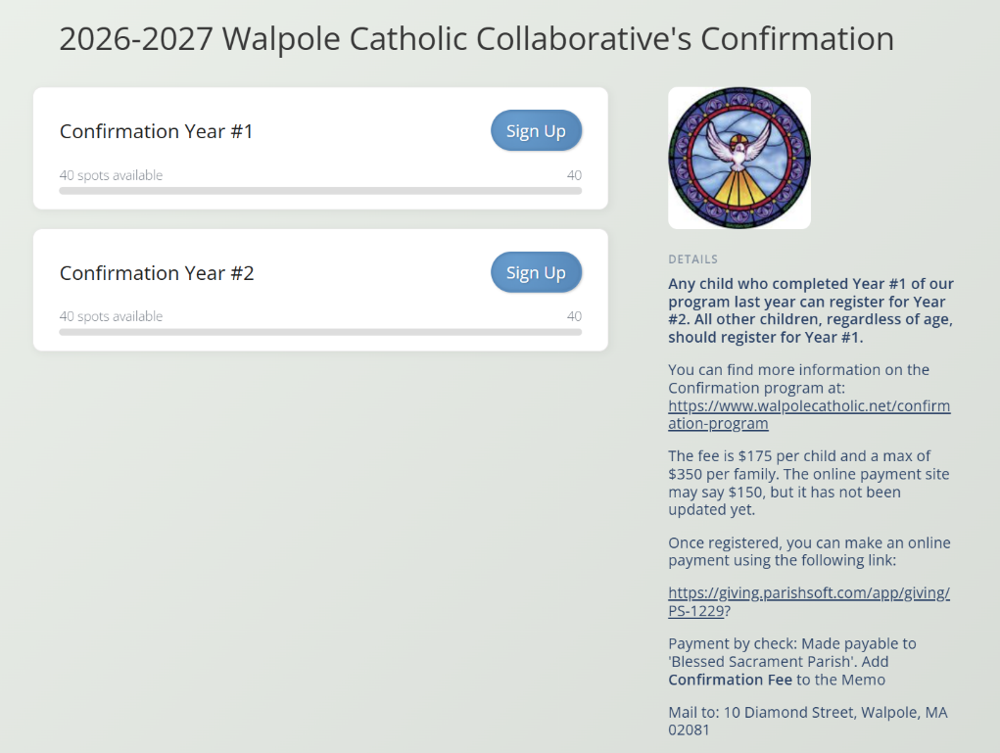 2026-2027 Walpole Catholic Collaborative's Confirmation
Confirmation Year #1
Sign Up
40 spots available
40
Confirmation Year #2
Sign Up
40 spots available
40
DETAILS
Any child who completed Year #1 of our
program last year can register for Year
#2. All other children, regardless of age,
should register for Year #1.
You can find more information on the
Confirmation program at:
https://www.walpolecatholic.net/confirm
ation-program
The fee is $175 per child and a max of
$350 per family. The online payment site
may say $150, but it has not been
updated yet.
Once registered, you can make an online
payment using the following link:
https://giving.parishsoft.com/app/giving/
PS-1229?
Payment by check: Made payable to
'Blessed Sacrament Parish'. Add
Confirmation Fee to the Memo
Mail to: 10 Diamond Street, Walpole, MA
02081